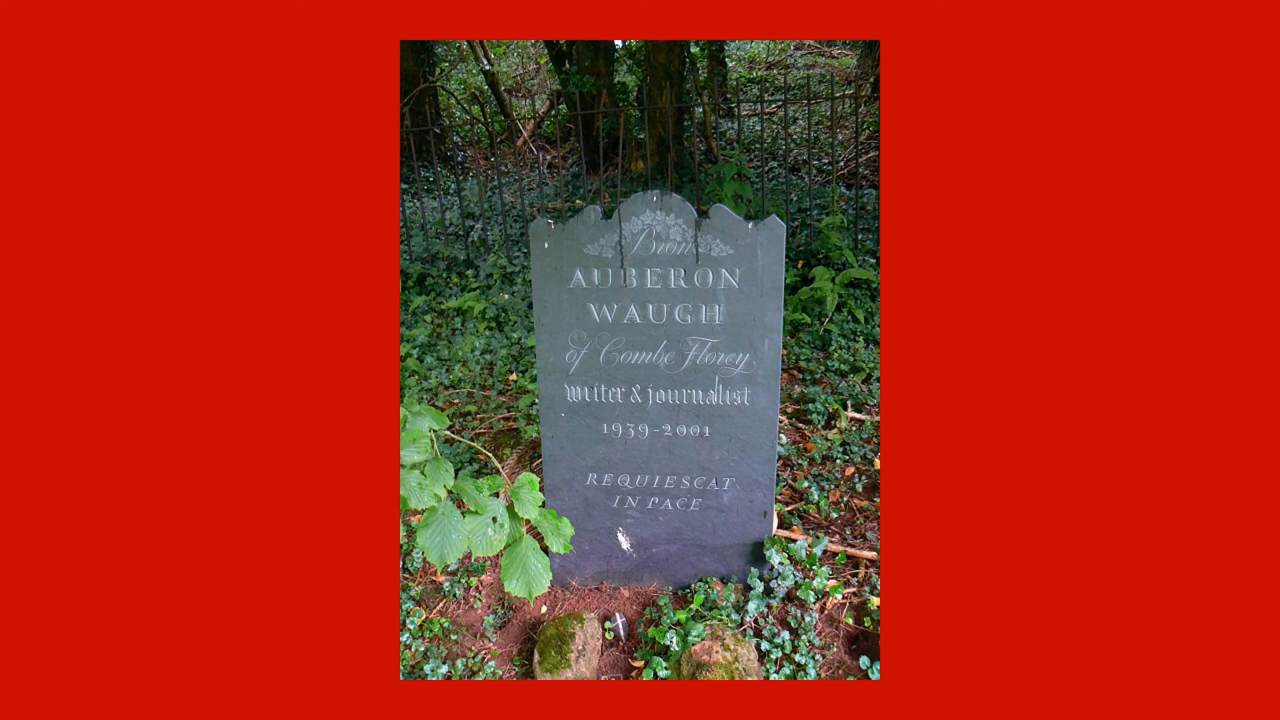 Bron
AUBERON
WAUGH
of Combe Florey
writer & journalist
1939-2001
REQUIESCAT
IN PACE